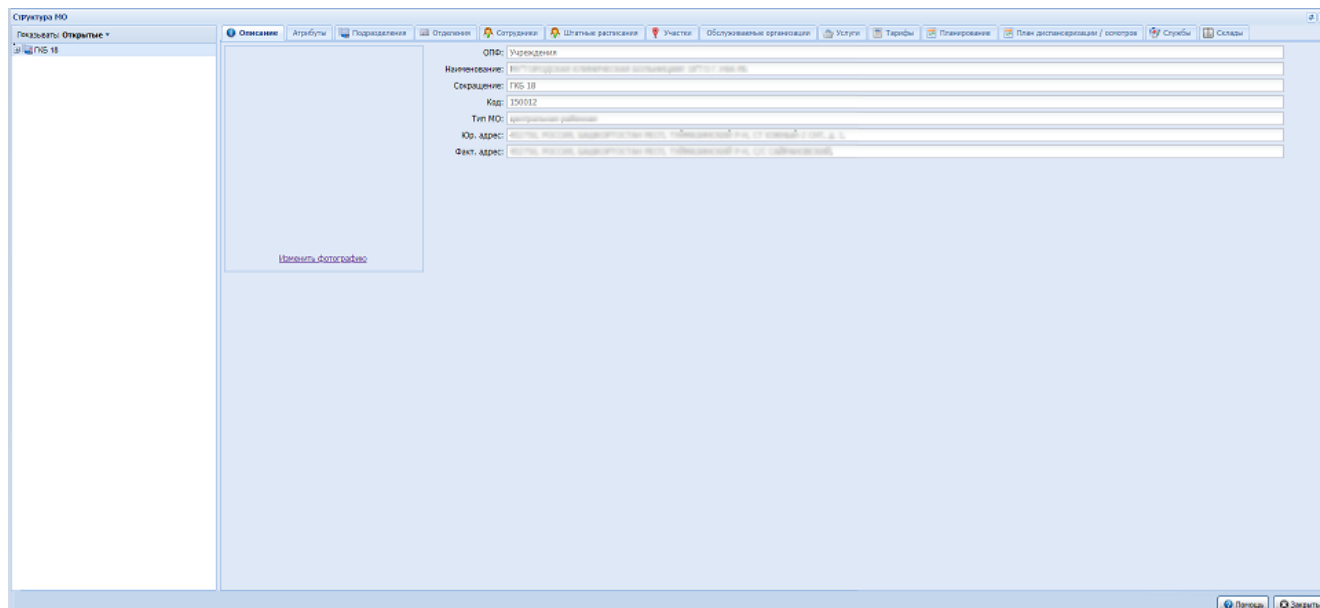 Структура МО
Показывать: Открытые
ГКБ 18
Описание Атрибуты Подразделения Отделения Сотрудники Штатные расписания Участки Обслуживаемые организации Услуги Тарифы Планирование План диспансеризации / осмотров Службы Склады
ОПФ: Учреждения
Наименование:
Сокращение: ГКБ 18
Код: 150012
Тип МО: центральная районная
Юр. адрес:
Факт. адрес:
Изменить фотографию
Помощь Закрыть